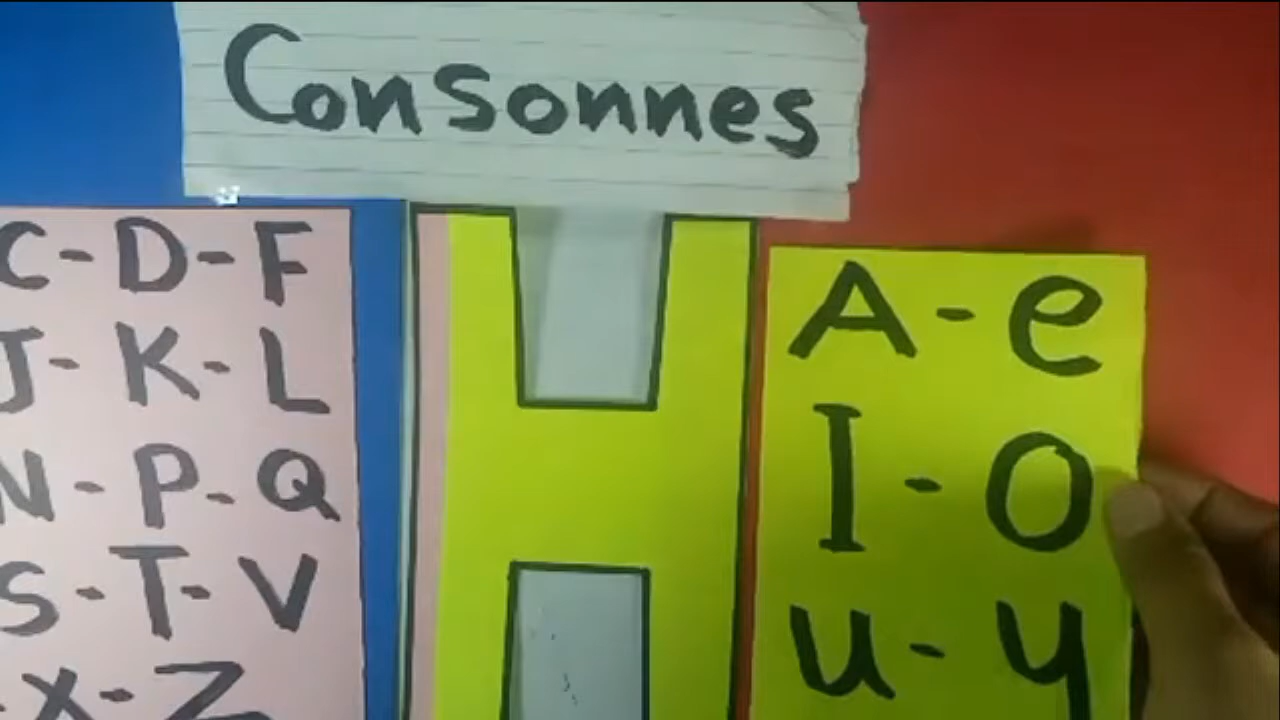 Consonnes
C-D-F
J-K-L
N-P-Q
S-T-V
-X-Z
H
A-e
I-O
u-y